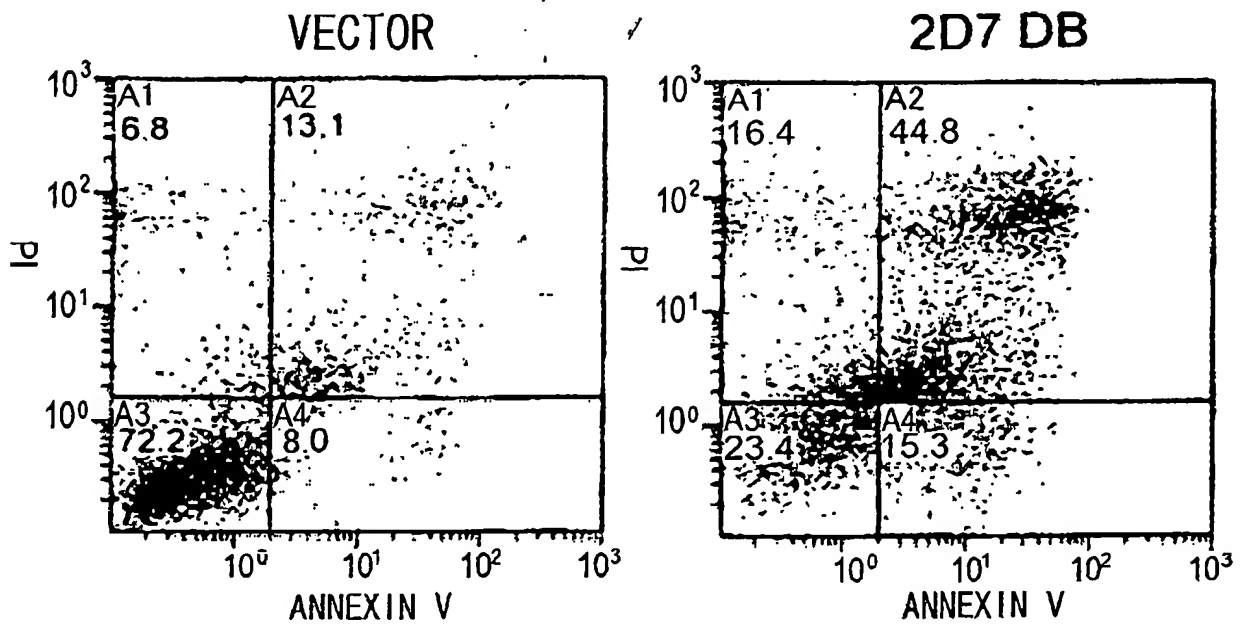 VECTOR
10³
A1
6.8
A2
13.1
10²
PI
10¹
10⁰
A3
72.2
A4
8.0
10⁰ 10¹ 10² 10³
ANNEXIN V
2D7 DB
10³
A1
16.4
A2
44.8
10²
PI
10¹
10⁰
A3
23.4
A4
15.3
10⁰ 10¹ 10² 10³
ANNEXIN V